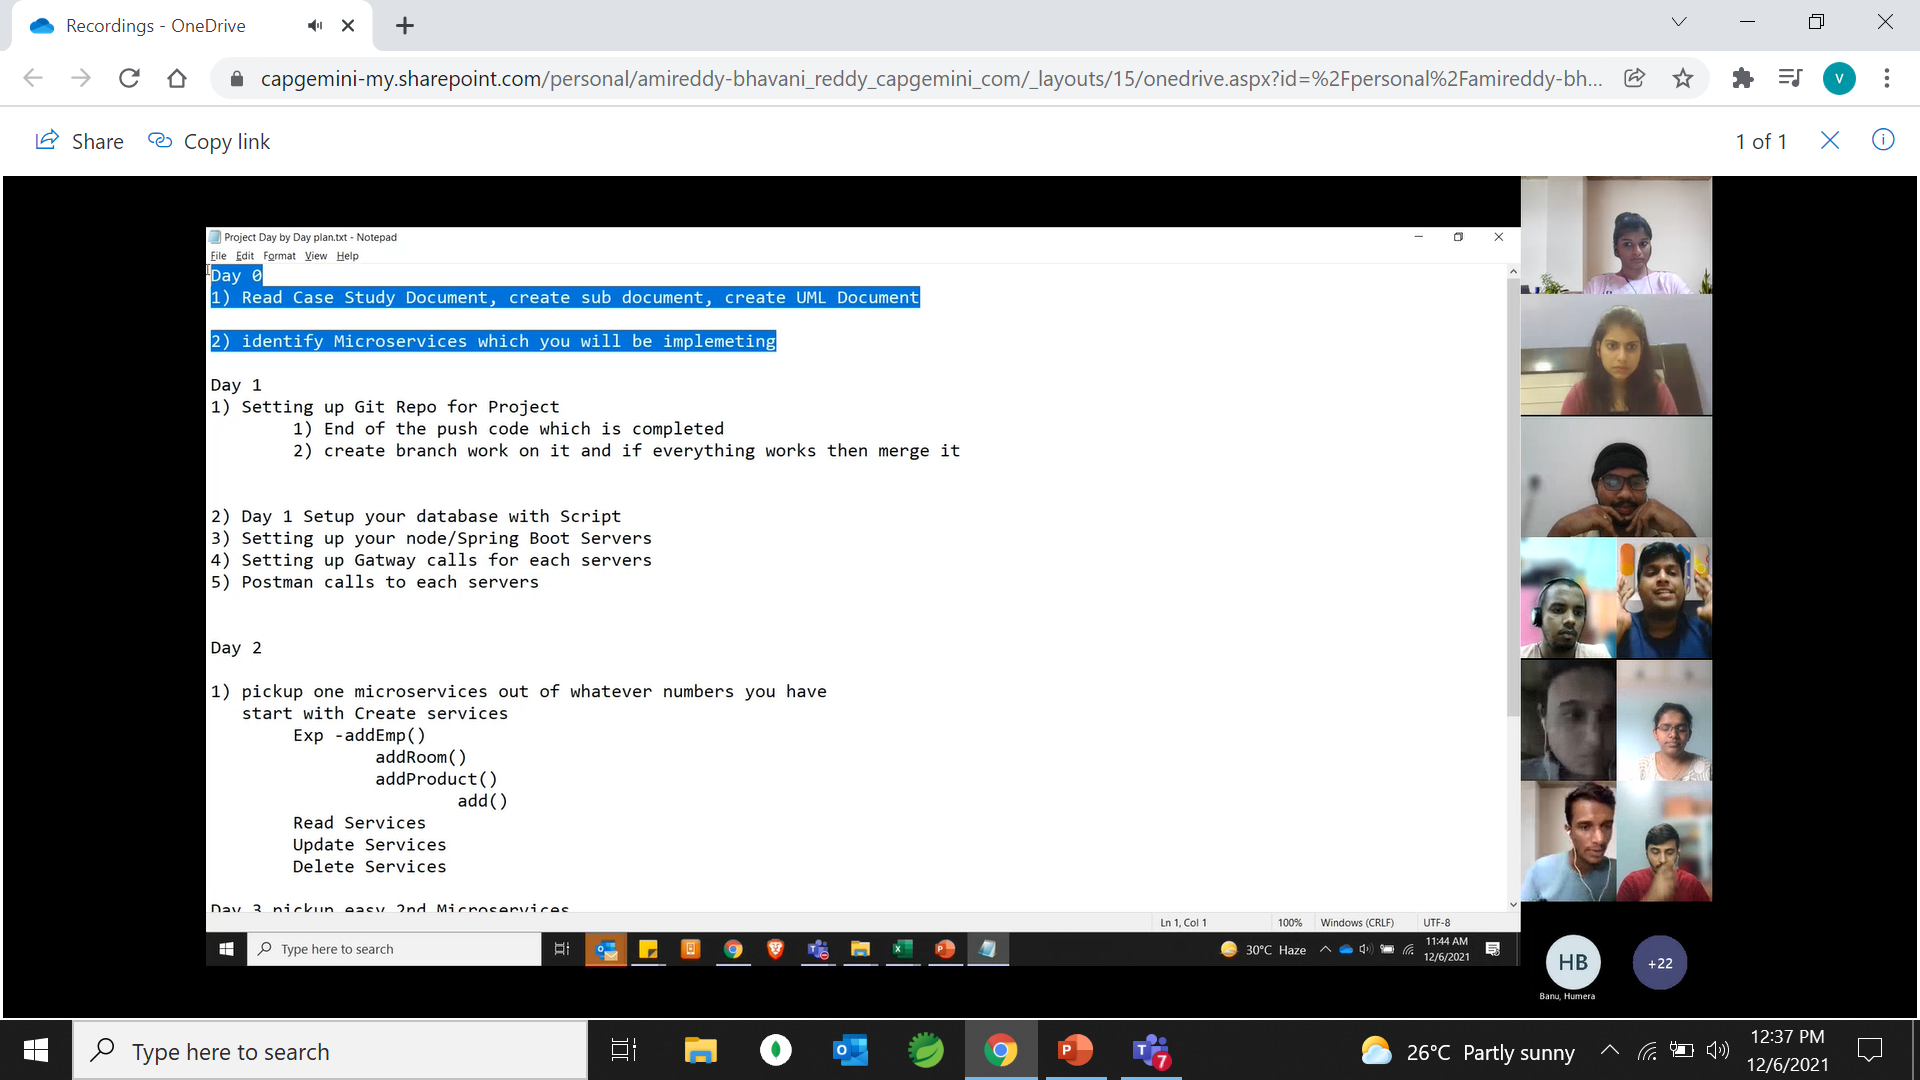 Recordings - OneDrive
capgemini-my.sharepoint.com/personal/amireddy-bhavani_reddy_capgemini_com/_layouts/15/onedrive.aspx?id=%2Fpersonal%2Famireddy-bh...
V
Share
Copy link
1 of 1
Project Day by Day plan.txt - Notepad
File Edit Format View Help
Day 0
1) Read Case Study Document, create sub document, create UML Document
2) identify Microservices which you will be implemeting
Day 1
1) Setting up Git Repo for Project
1) End of the push code which is completed
2) create branch work on it and if everything works then merge it
2) Day 1 Setup your database with Script
3) Setting up your node/Spring Boot Servers
4) Setting up Gatway calls for each servers
5) Postman calls to each servers
Day 2
1) pickup one microservices out of whatever numbers you have
start with Create services
Exp -addEmp()
addRoom()
addProduct()
add()
Read Services
Update Services
Delete Services
Day 3 pickup easy 2nd Microservices
Ln 1, Col 1
100%
Windows (CRLF)
UTF-8
Type here to search
30°C Haze
11:44 AM
12/6/2021
HB
Banu, Humera
+22
Type here to search
7
26°C Partly sunny
12:37 PM
12/6/2021